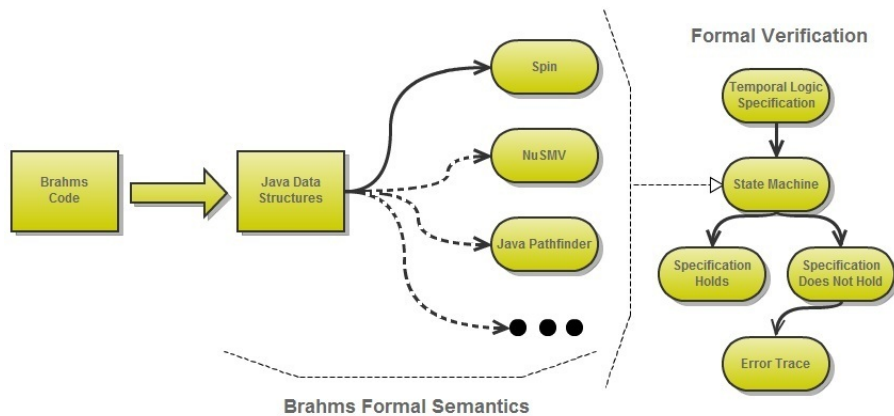 Formal Verification
Spin
Temporal Logic
Specification
Brahms
Code
Java Data
Structures
NuSMV
State Machine
Java Pathfinder
Specification
Holds
Specification
Does Not Hold
Error Trace
Brahms Formal Semantics